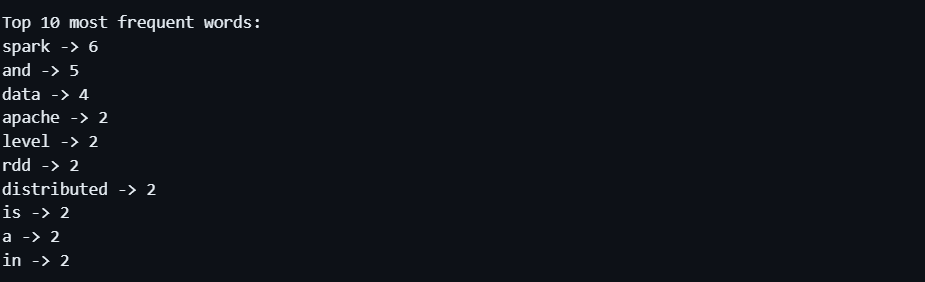 Top 10 most frequent words:
spark -> 6
and -> 5
data -> 4
apache -> 2
level -> 2
rdd -> 2
distributed -> 2
is -> 2
a -> 2
in -> 2